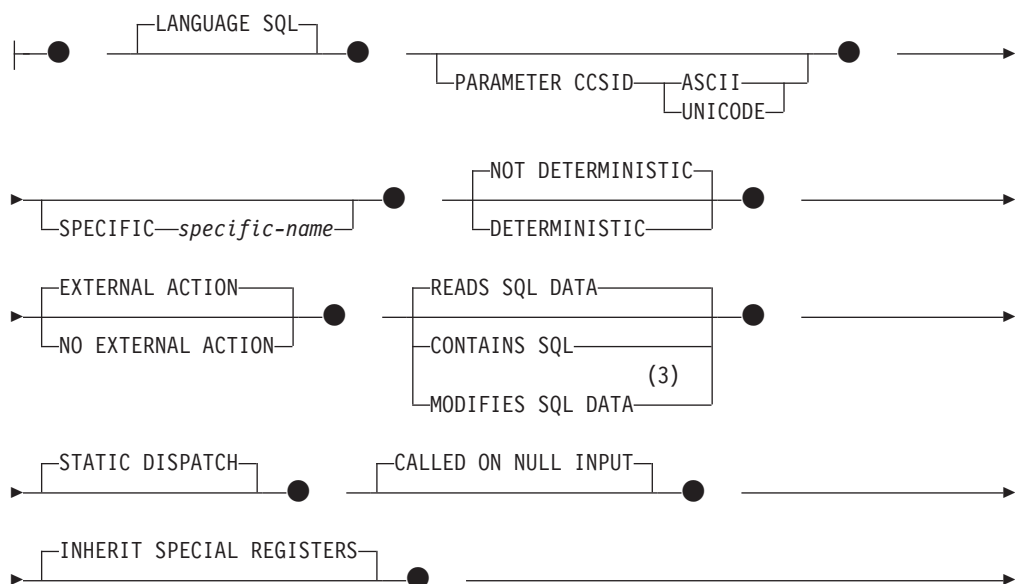 LANGUAGE SQL
PARAMETER CCSID ASCII
UNICODE
SPECIFIC specific-name
NOT DETERMINISTIC
DETERMINISTIC
EXTERNAL ACTION
NO EXTERNAL ACTION
READS SQL DATA
CONTAINS SQL
(3)
MODIFIES SQL DATA
STATIC DISPATCH
CALLED ON NULL INPUT
INHERIT SPECIAL REGISTERS